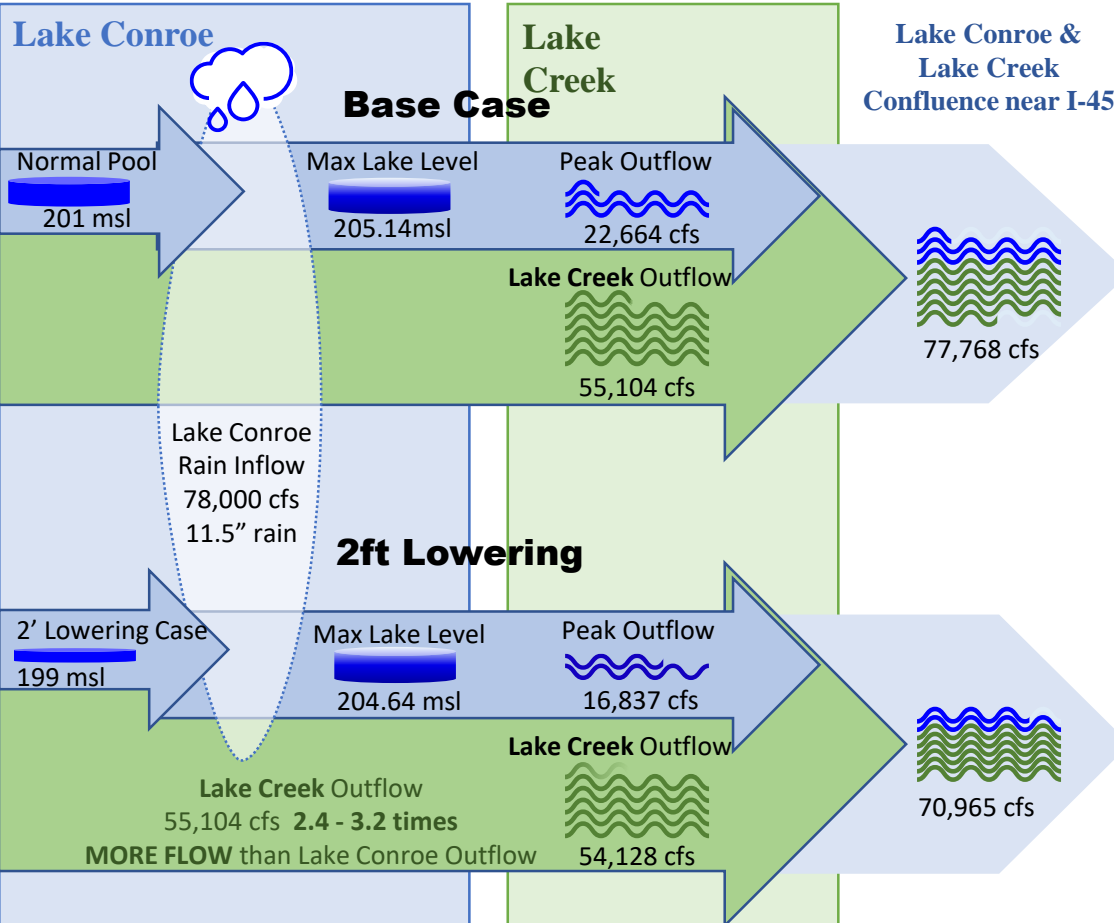 Lake Conroe
Lake
Creek
Lake Conroe &
Lake Creek
Confluence near I-45
Base Case
Normal Pool
201 msl
Max Lake Level
205.14msl
Peak Outflow
22,664 cfs
Lake Creek Outflow
55,104 cfs
77,768 cfs
Lake Conroe
Rain Inflow
78,000 cfs
11.5” rain
2ft Lowering
2’ Lowering Case
199 msl
Max Lake Level
204.64 msl
Peak Outflow
16,837 cfs
Lake Creek Outflow
54,128 cfs
70,965 cfs
Lake Creek Outflow
55,104 cfs 2.4 - 3.2 times
MORE FLOW than Lake Conroe Outflow